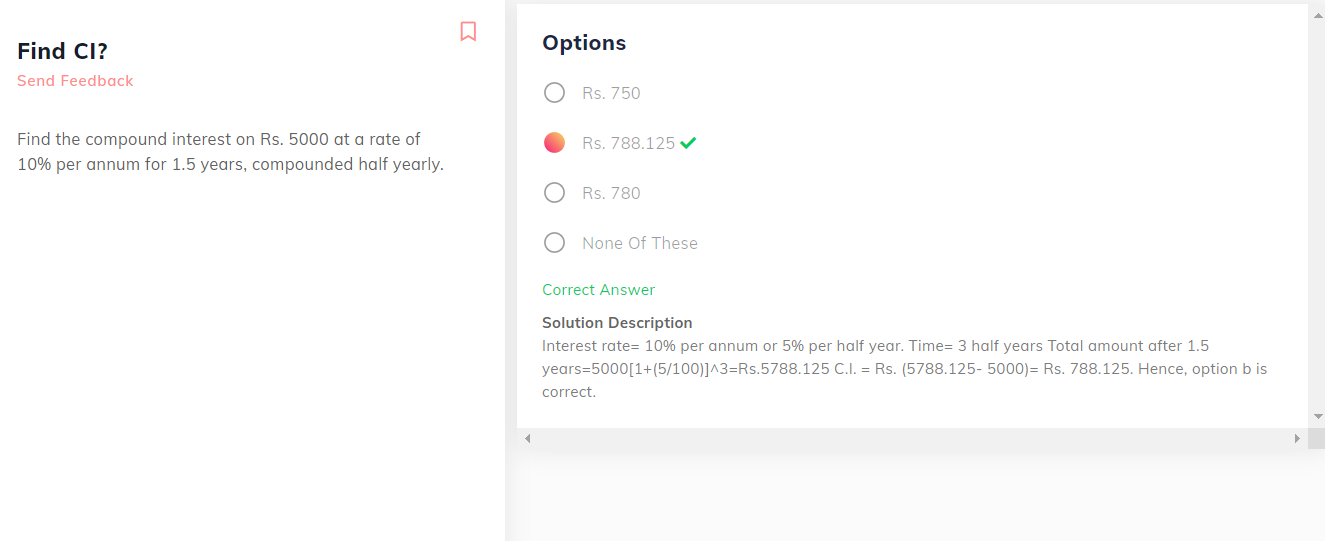 Find CI?
Send Feedback
Find the compound interest on Rs. 5000 at a rate of
10% per annum for 1.5 years, compounded half yearly.
Options
Rs. 750
Rs. 788.125
Rs. 780
None Of These
Correct Answer
Solution Description
Interest rate= 10% per annum or 5% per half year. Time= 3 half years Total amount after 1.5
years=5000[1+(5/100)]^3=Rs.5788.125 C.I. = Rs. (5788.125- 5000)= Rs. 788.125. Hence, option b is
correct.